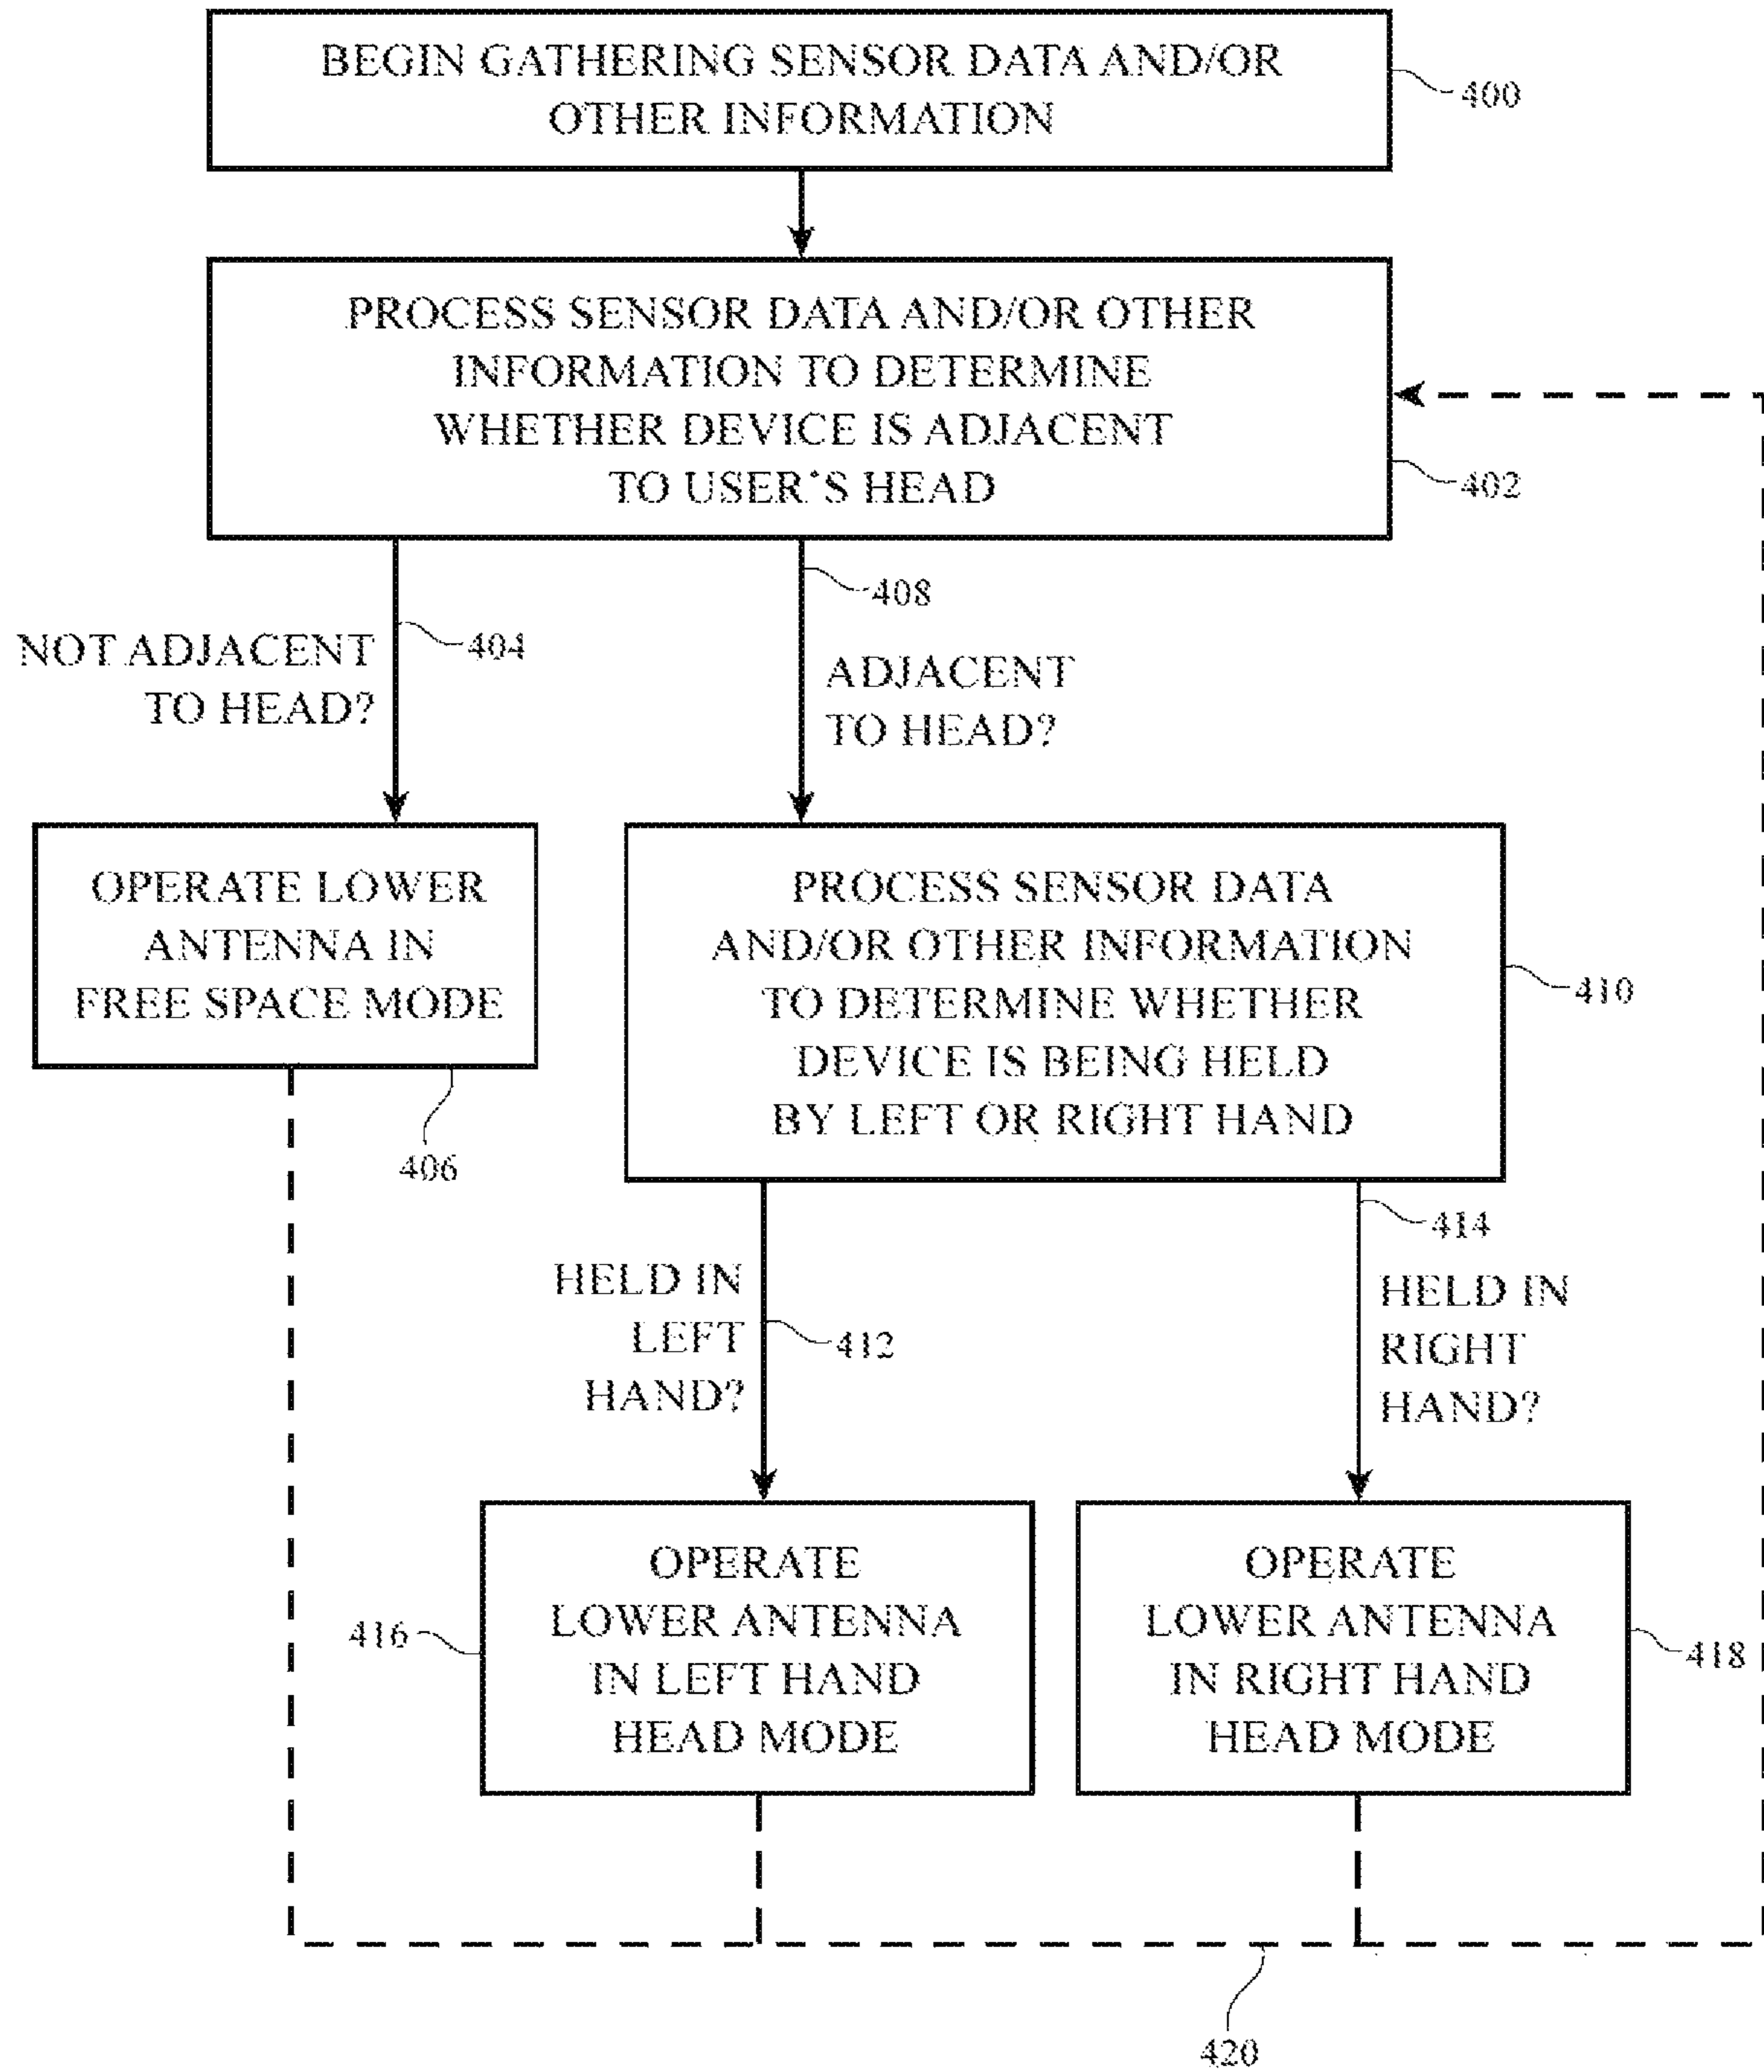 BEGIN GATHERING SENSOR DATA AND/OR
OTHER INFORMATION
400
PROCESS SENSOR DATA AND/OR OTHER
INFORMATION TO DETERMINE
WHETHER DEVICE IS ADJACENT
TO USER'S HEAD
402
408
404
NOT ADJACENT
TO HEAD?
ADJACENT
TO HEAD?
OPERATE LOWER
ANTENNA IN
FREE SPACE MODE
406
PROCESS SENSOR DATA
AND/OR OTHER INFORMATION
TO DETERMINE WHETHER
DEVICE IS BEING HELD
BY LEFT OR RIGHT HAND
410
414
HELD IN
LEFT
HAND?
412
HELD IN
RIGHT
HAND?
416
OPERATE
LOWER ANTENNA
IN LEFT HAND
HEAD MODE
OPERATE
LOWER ANTENNA
IN RIGHT HAND
HEAD MODE
418
420